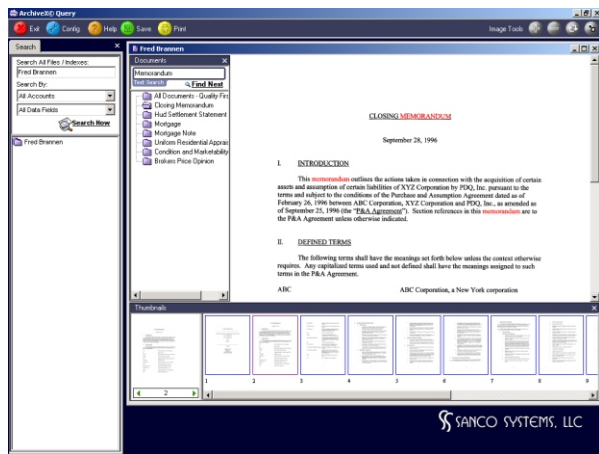 ArchiveX® Query
Exit Config Help Save Print Image Tools
Search
Search All Files / Indexes:
Fred Brannen
Search By:
All Accounts
All Data Fields
Search Now
Fred Brannen
Fred Brannen
Documents
Memorandum
Text Search Find Next
All Documents - Quality Firs
Closing Memorandum
Hud Settlement Statement
Mortgage
Mortgage Note
Uniform Residential Apprais
Condition and Marketability
Brokers Price Opinion
CLOSING MEMORANDUM
September 28, 1996
I. INTRODUCTION
This memorandum outlines the actions taken in connection with the acquisition of certain
assets and assumption of certain liabilities of XYZ Corporation by PDQ, Inc. pursuant to the
terms and subject to the conditions of the Purchase and Assumption Agreement dated as of
February 26, 1996 between ABC Corporation, XYZ Corporation and PDQ, Inc., as amended as
of September 25, 1996 (the "P&A Agreement"). Section references in this memorandum are to
the P&A Agreement unless otherwise indicated.
II. DEFINED TERMS
The following terms shall have the meanings set forth below unless the context otherwise
requires. Any capitalized terms used and not defined shall have the meanings assigned to such
terms in the P&A Agreement.
ABC ABC Corporation, a New York corporation
Thumbnails
2
1 2 3 4 5 6 7 8 9
SANCO SYSTEMS, LLC